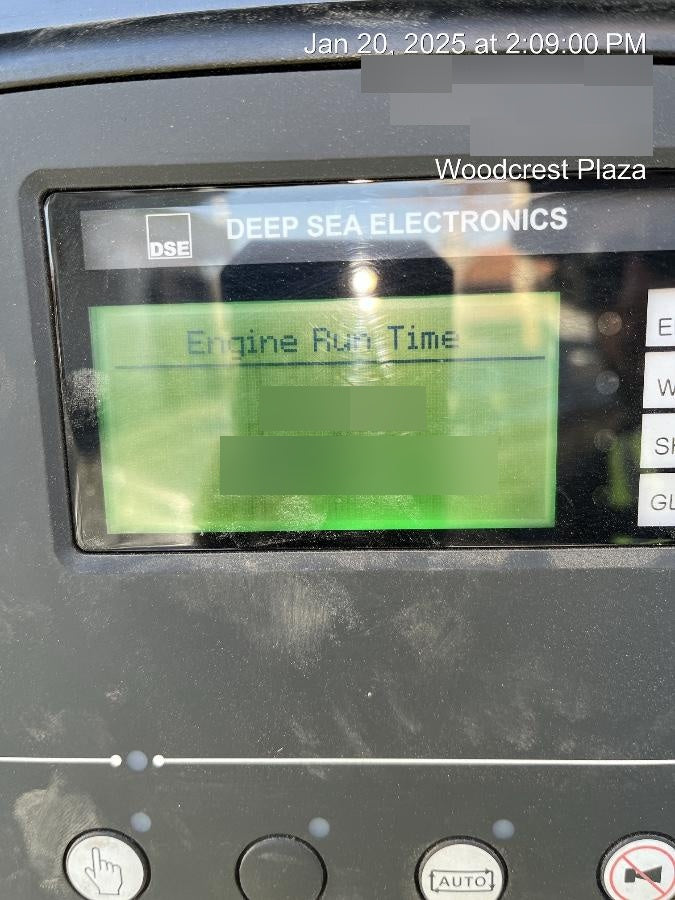 Jan 20, 2025 at 2:09:00 PM
Woodcrest Plaza
DSE
DEEP SEA ELECTRONICS
Engine Run Time
AUTO